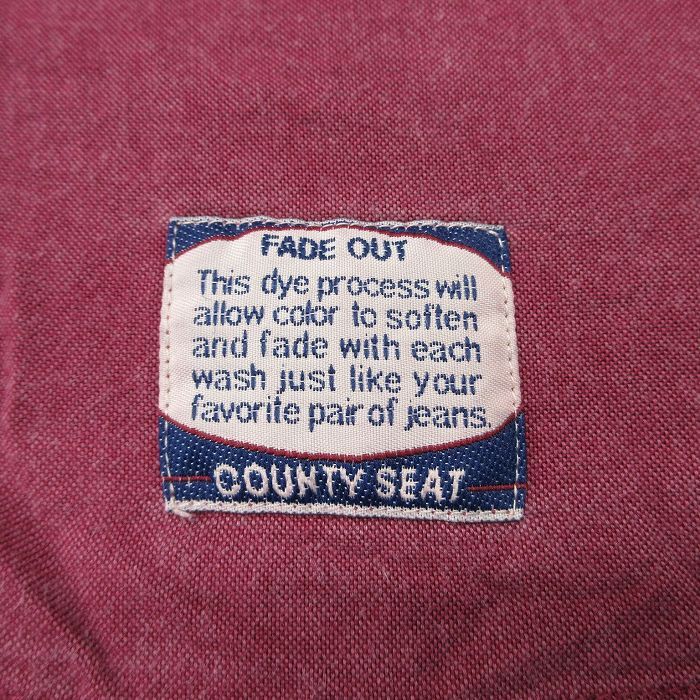 FADE OUT
This dye process will
allow color to soften
and fade with each
wash just like your
favorite pair of jeans.
COUNTY SEAT